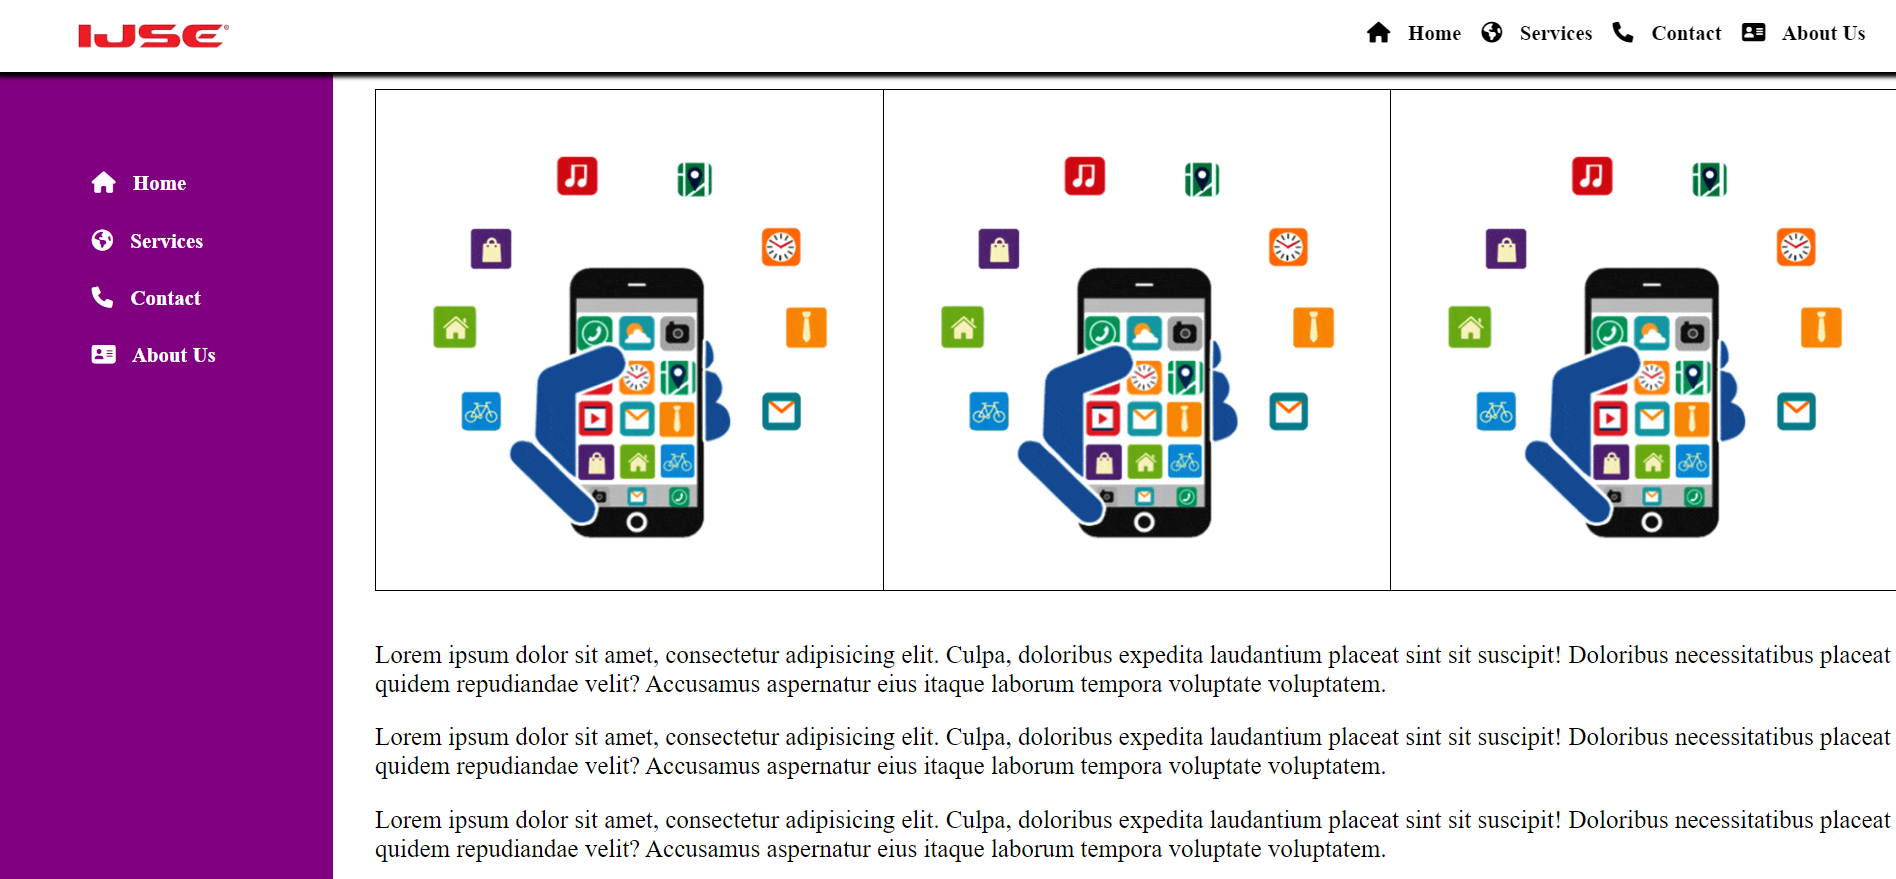 IJSE®
Home Services Contact About Us
Home
Services
Contact
About Us
Lorem ipsum dolor sit amet, consectetur adipisicing elit. Culpa, doloribus expedita laudantium placeat sint sit suscipit! Doloribus necessitatibus placeat
quidem repudiandae velit? Accusamus aspernatur eius itaque laborum tempora voluptate voluptatem.
Lorem ipsum dolor sit amet, consectetur adipisicing elit. Culpa, doloribus expedita laudantium placeat sint sit suscipit! Doloribus necessitatibus placeat
quidem repudiandae velit? Accusamus aspernatur eius itaque laborum tempora voluptate voluptatem.
Lorem ipsum dolor sit amet, consectetur adipisicing elit. Culpa, doloribus expedita laudantium placeat sint sit suscipit! Doloribus necessitatibus placeat
quidem repudiandae velit? Accusamus aspernatur eius itaque laborum tempora voluptate voluptatem.